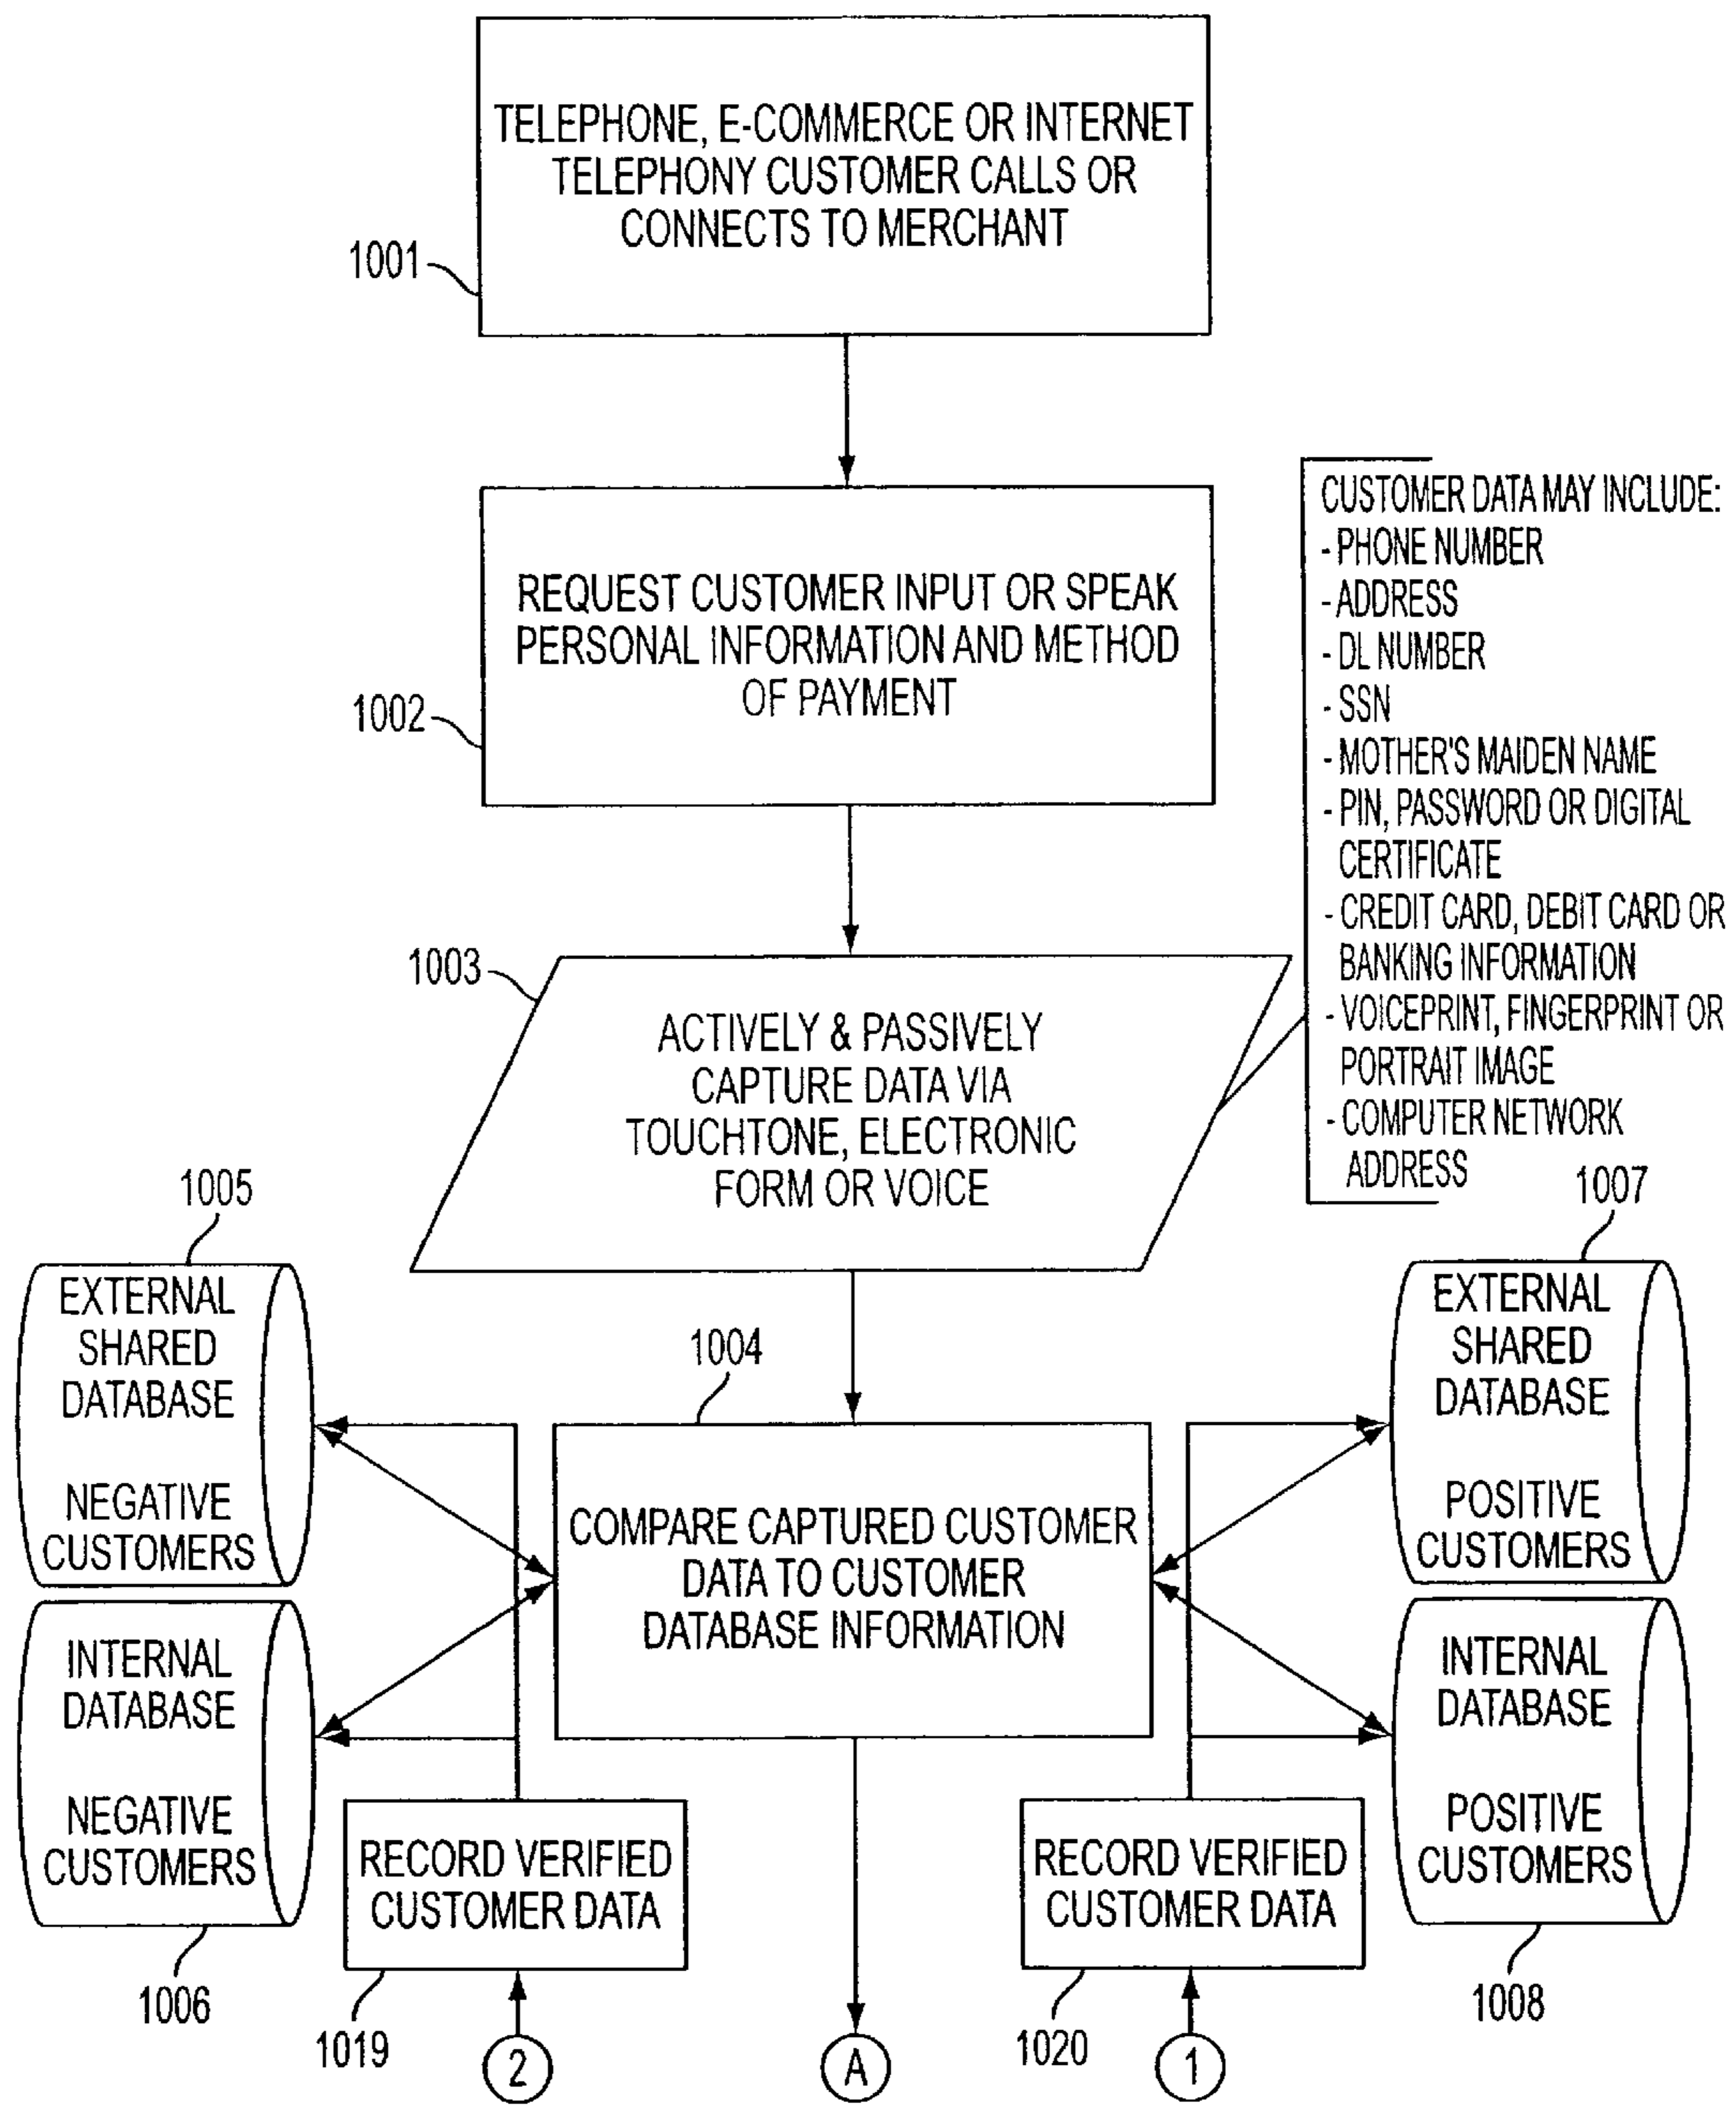 TELEPHONE, E-COMMERCE OR INTERNET
TELEPHONY CUSTOMER CALLS OR
CONNECTS TO MERCHANT
1001
REQUEST CUSTOMER INPUT OR SPEAK
PERSONAL INFORMATION AND METHOD
OF PAYMENT
1002
CUSTOMER DATA MAY INCLUDE:
- PHONE NUMBER
- ADDRESS
- DL NUMBER
- SSN
- MOTHER'S MAIDEN NAME
- PIN, PASSWORD OR DIGITAL
CERTIFICATE
- CREDIT CARD, DEBIT CARD OR
BANKING INFORMATION
- VOICEPRINT, FINGERPRINT OR
PORTRAIT IMAGE
- COMPUTER NETWORK
ADDRESS
1003
ACTIVELY & PASSIVELY
CAPTURE DATA VIA
TOUCHTONE, ELECTRONIC
FORM OR VOICE
1005
EXTERNAL
SHARED
DATABASE
NEGATIVE
CUSTOMERS
1004
COMPARE CAPTURED CUSTOMER
DATA TO CUSTOMER
DATABASE INFORMATION
1007
EXTERNAL
SHARED
DATABASE
POSITIVE
CUSTOMERS
INTERNAL
DATABASE
NEGATIVE
CUSTOMERS
1006
RECORD VERIFIED
CUSTOMER DATA
1019
2
A
RECORD VERIFIED
CUSTOMER DATA
1020
1
INTERNAL
DATABASE
POSITIVE
CUSTOMERS
1008